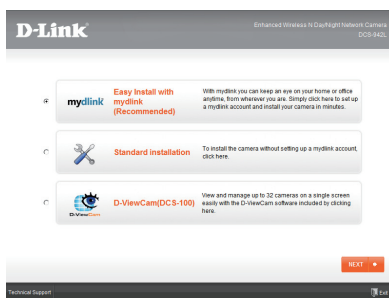 D-Link
Enhanced Wireless N Day/Night Network Camera
DCS-942L
mydlink
Easy Install with
mydlink
(Recommended)
With mydlink you can keep an eye on your home or office
anytime, from wherever you are. Simply click here to set up
a mydlink account and install your camera in minutes.
Standard installation
To install the camera without setting up a mydlink account,
click here.
D-ViewCam
D-ViewCam(DCS-100)
View and manage up to 32 cameras on a single screen
easily with the D-ViewCam software included by clicking
here.
NEXT
Technical Support
Exit